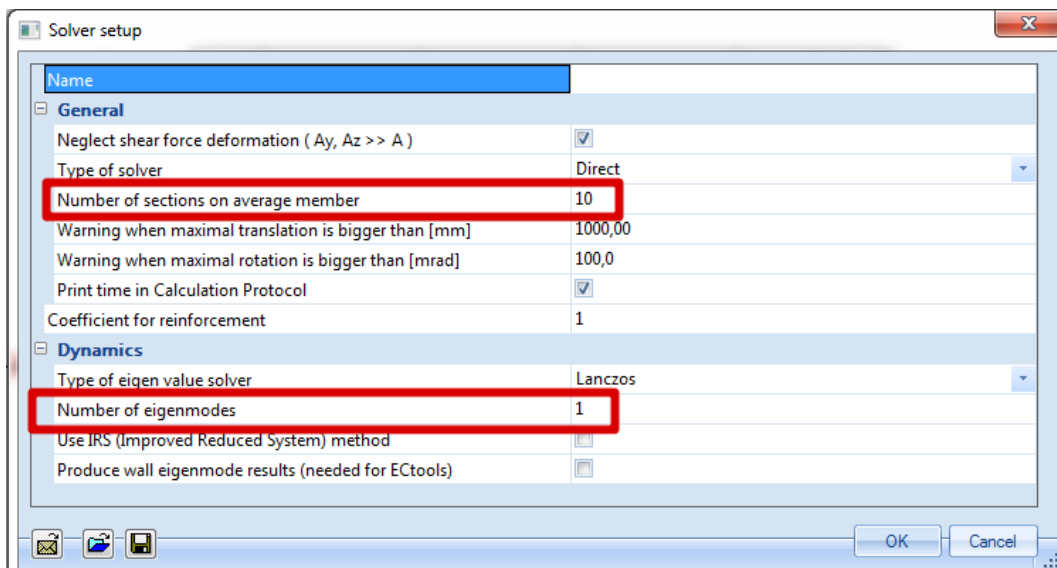 Solver setup
Name
General
Neglect shear force deformation ( Ay, Az >> A )
Type of solver Direct
Number of sections on average member 10
Warning when maximal translation is bigger than [mm] 1000,00
Warning when maximal rotation is bigger than [mrad] 100,0
Print time in Calculation Protocol
Coefficient for reinforcement 1
Dynamics
Type of eigen value solver Lanczos
Number of eigenmodes 1
Use IRS (Improved Reduced System) method
Produce wall eigenmode results (needed for ECtools)
OK Cancel